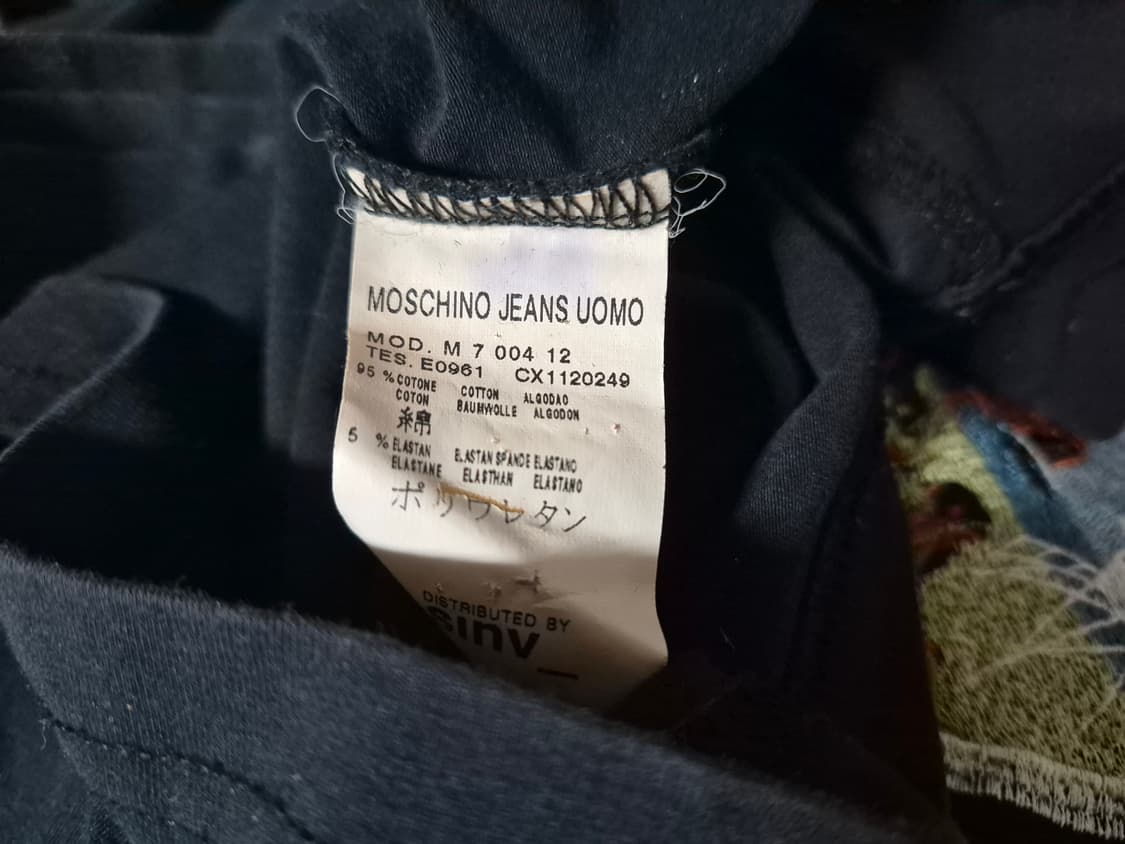 MOSCHINO JEANS UOMO
MOD. M 7 004 12
TES. E0961 CX1120249
95 % COTONE COTTON ALGODAO
COTON BAUMWOLLE ALGODON
綿
5 % ELASTAN ELASTAN SPANDE ELASTANO
ELASTANE ELASTHAN ELASTANO
ポリウレタン
DISTRIBUTED BY
sinv